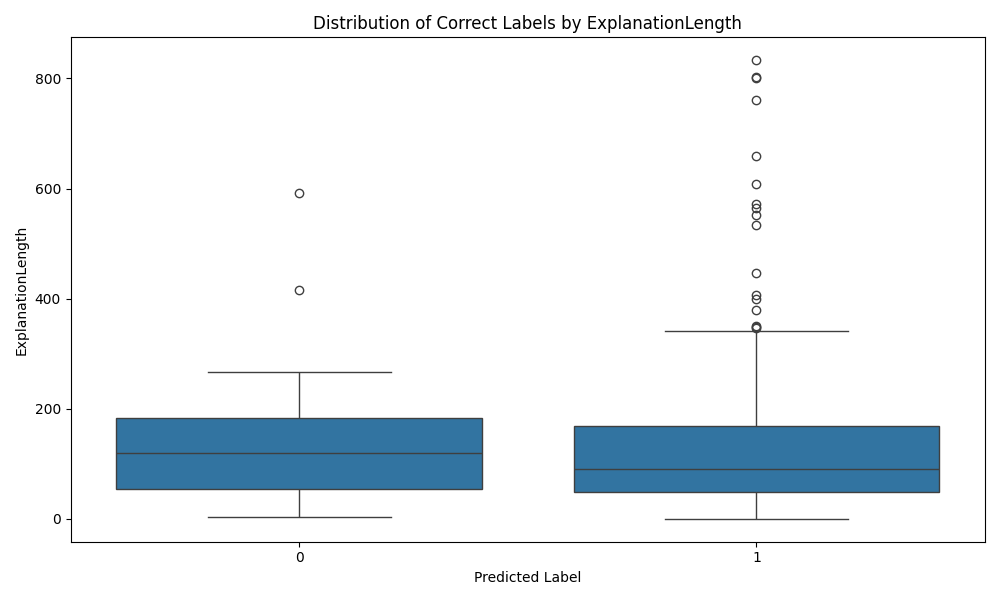 Distribution of Correct Labels by ExplanationLength
800
600
400
200
0
ExplanationLength
0 1
Predicted Label